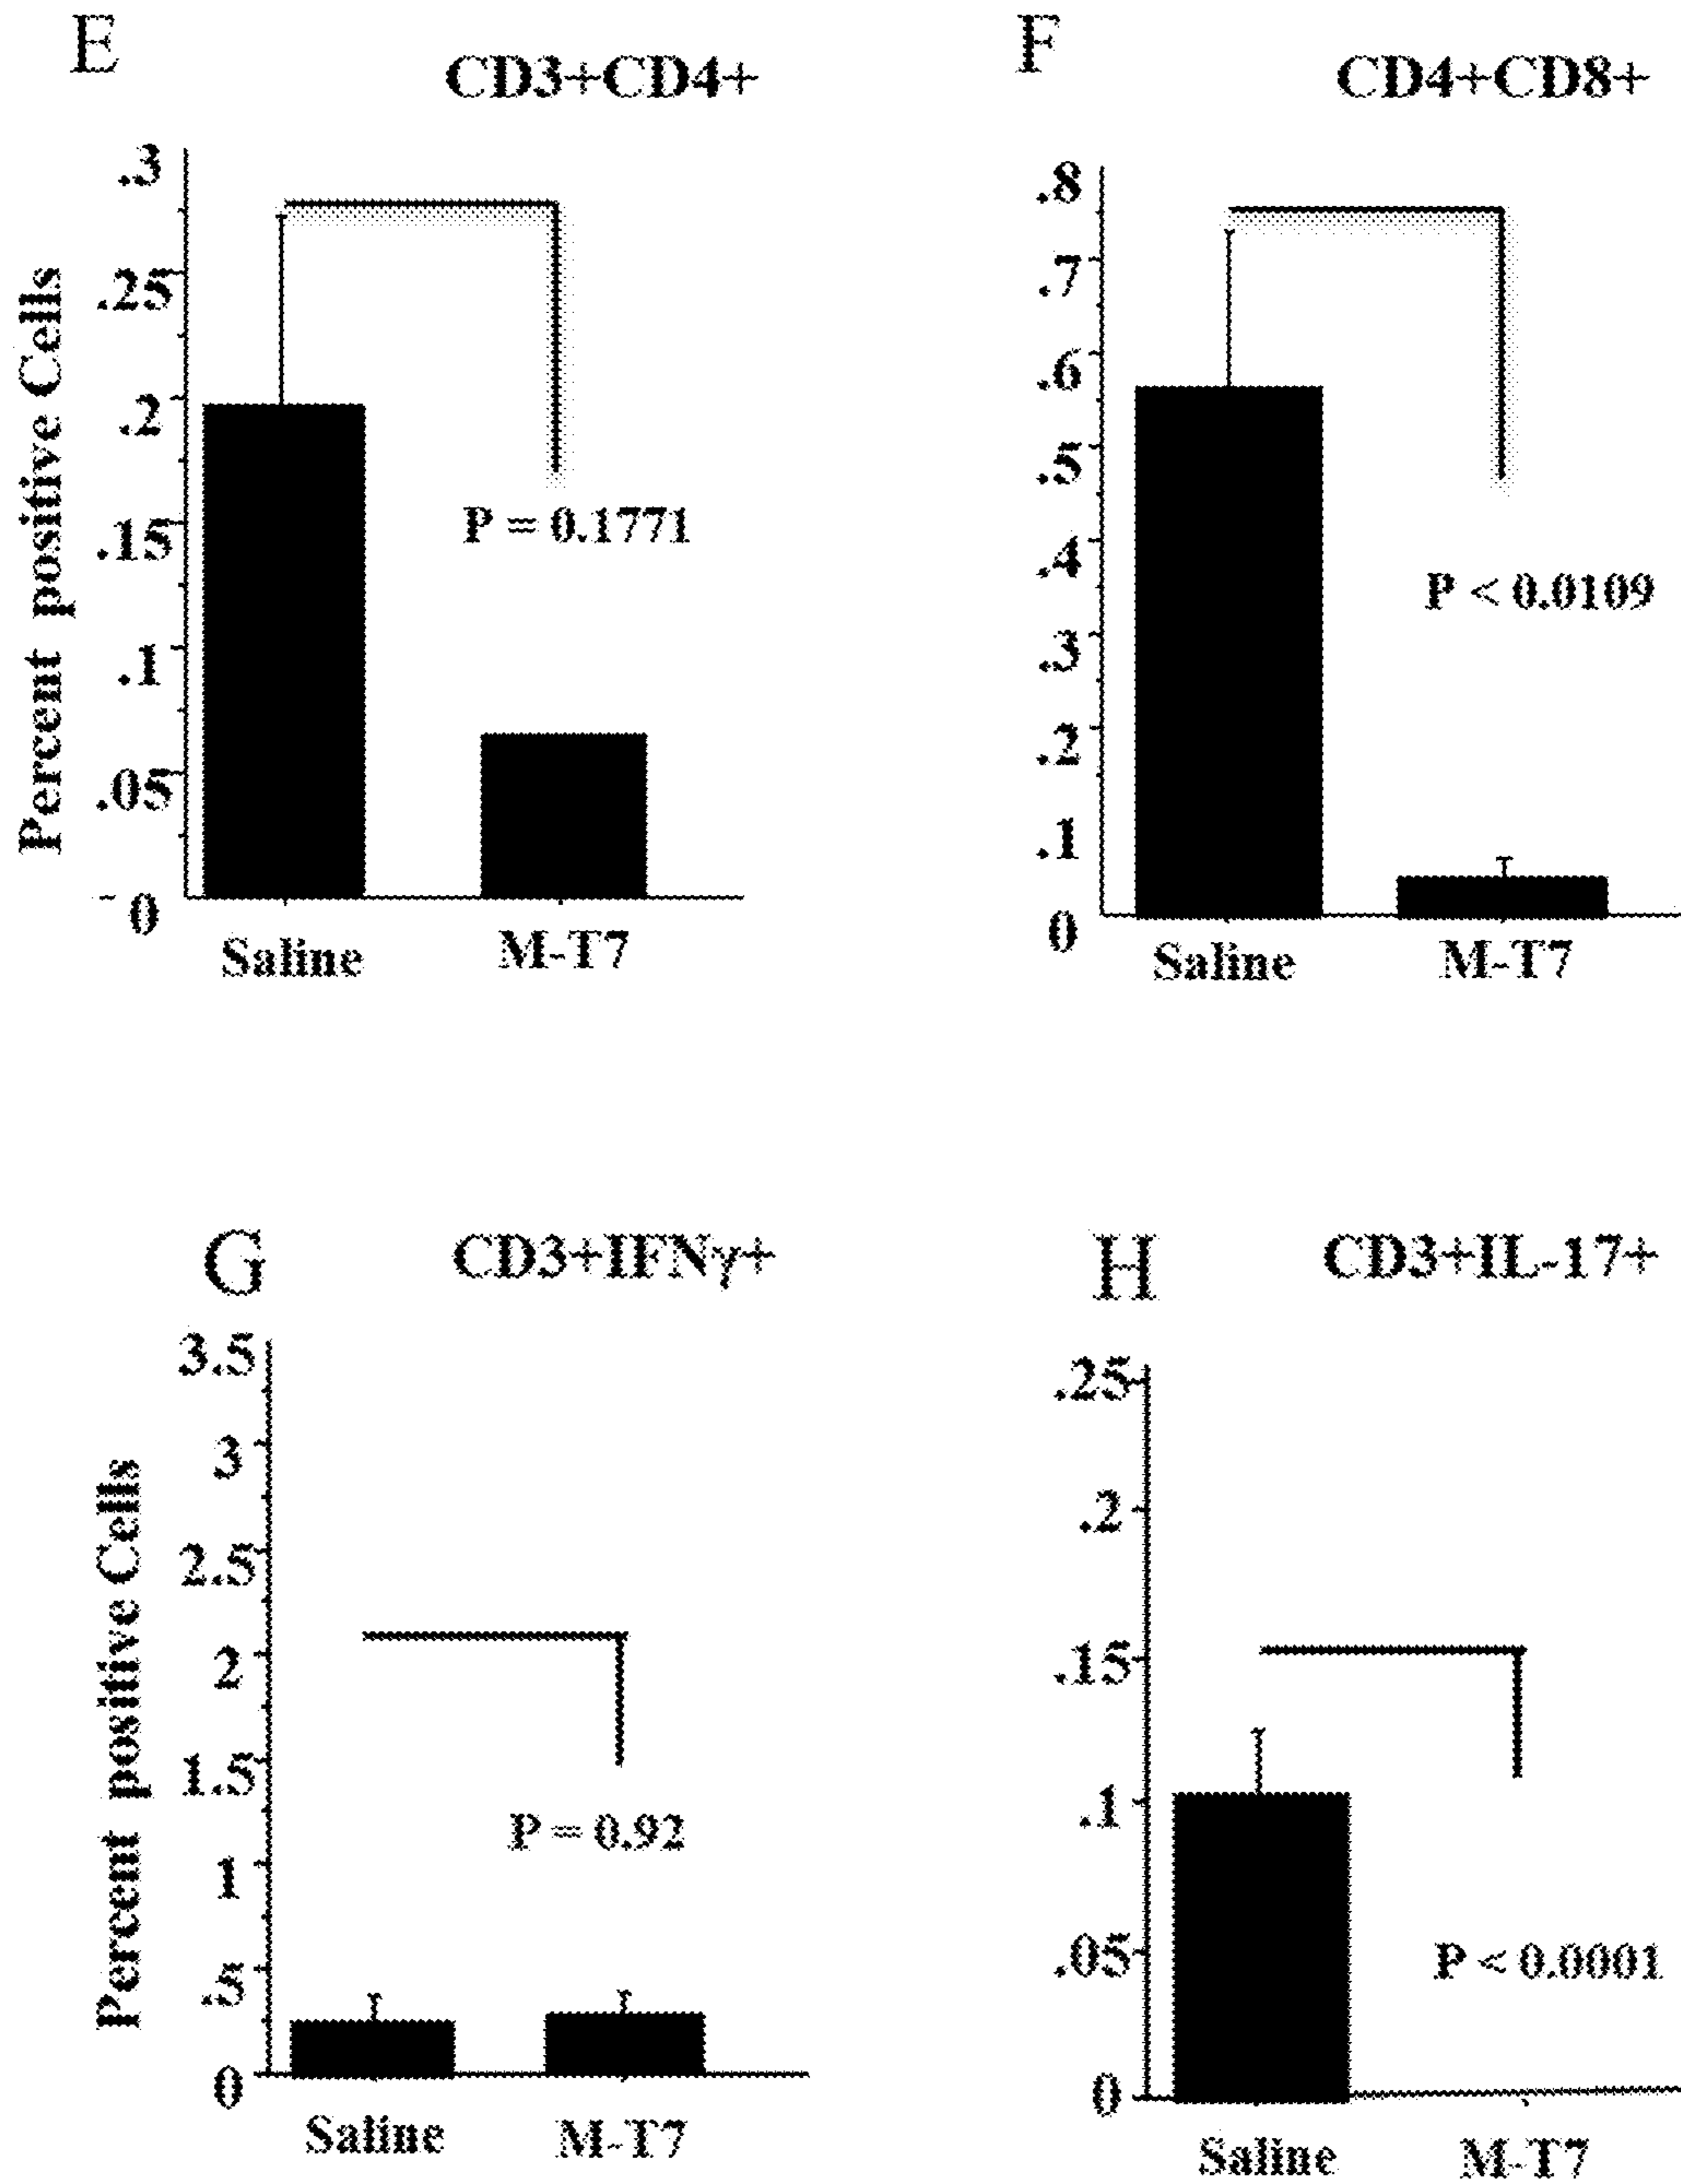 E
CD3+CD4+
Percent positive Cells
.3
.25
.2
.15
.1
.05
0
P = 0.1771
Saline
M-T7
F
CD4+CD8+
.8
.7
.6
.5
.4
.3
.2
.1
0
P < 0.0109
Saline
M-T7
G
CD3+IFNγ+
Percent positive Cells
3.5
3
2.5
2
1.5
1
.5
0
P = 0.92
Saline
M-T7
H
CD3+IL-17+
.25
.2
.15
.1
.05
0
P < 0.0001
Saline
M-T7